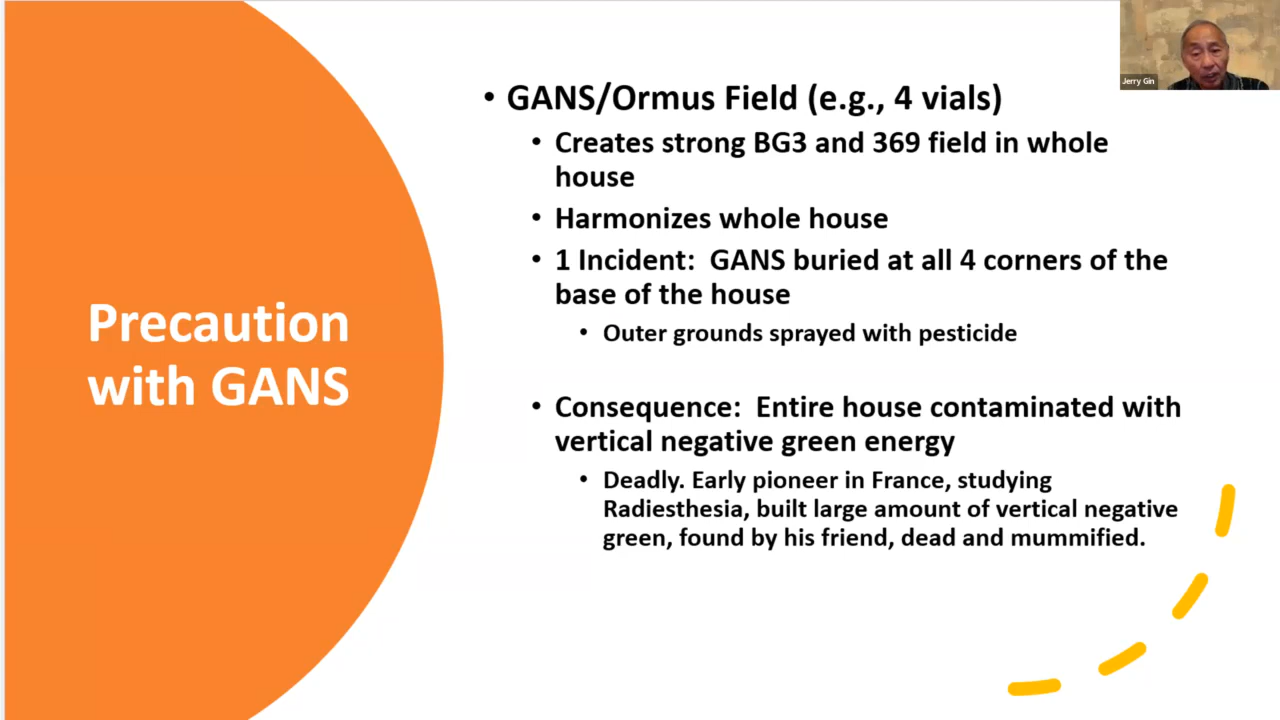 Precaution
with GANS
• GANS/Ormus Field (e.g., 4 vials)
• Creates strong BG3 and 369 field in whole
house
• Harmonizes whole house
• 1 Incident: GANS buried at all 4 corners of the
base of the house
• Outer grounds sprayed with pesticide
• Consequence: Entire house contaminated with
vertical negative green energy
• Deadly. Early pioneer in France, studying
Radiesthesia, built large amount of vertical negative
green, found by his friend, dead and mummified.
Jerry Gin